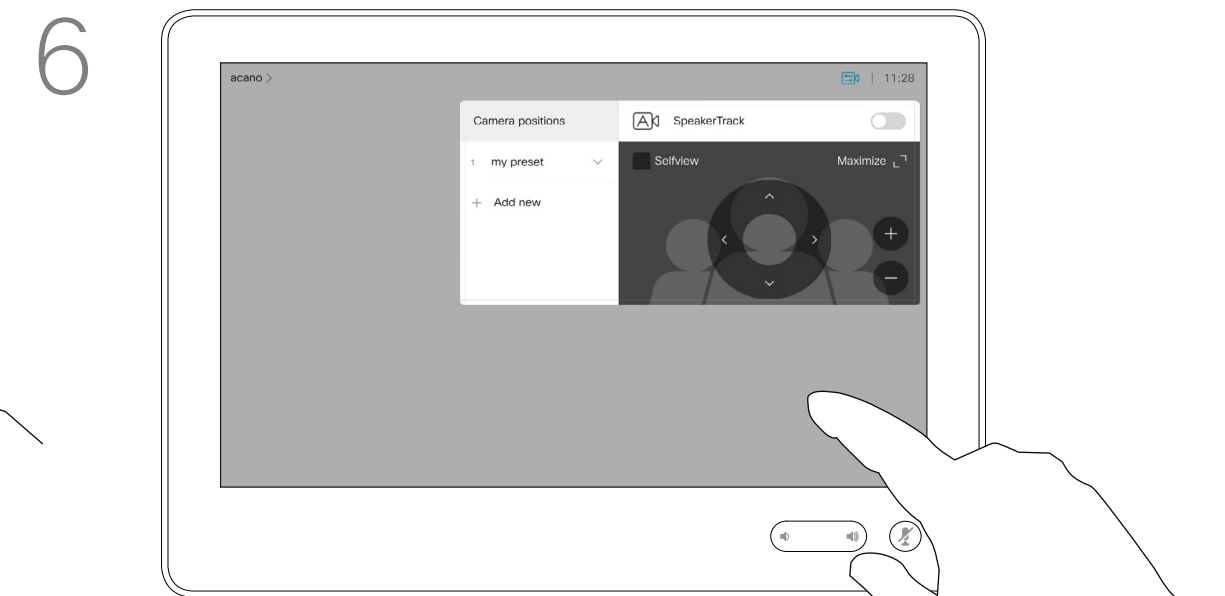 6
acano >
11:28
Camera positions
SpeakerTrack
1 my preset
Selfview
Maximize
+ Add new